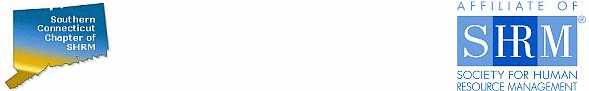 Southern
Connecticut
Chapter of
SHRM
AFFILIATE OF
SHRM®
SOCIETY FOR HUMAN
RESOURCE MANAGEMENT